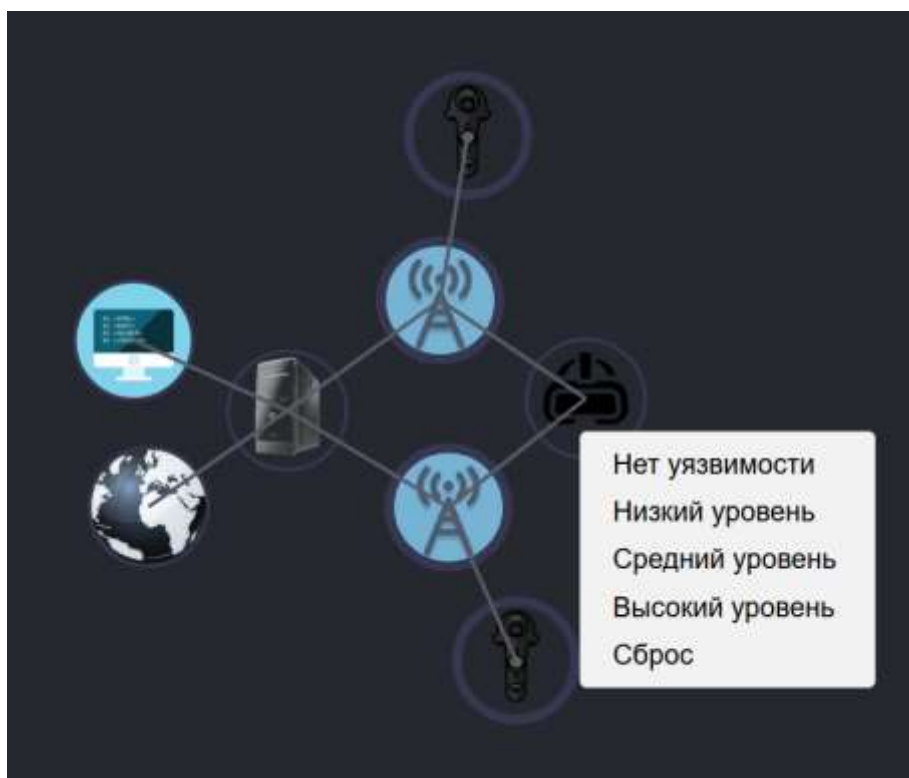 Нет уязвимости
Низкий уровень
Средний уровень
Высокий уровень
Сброс